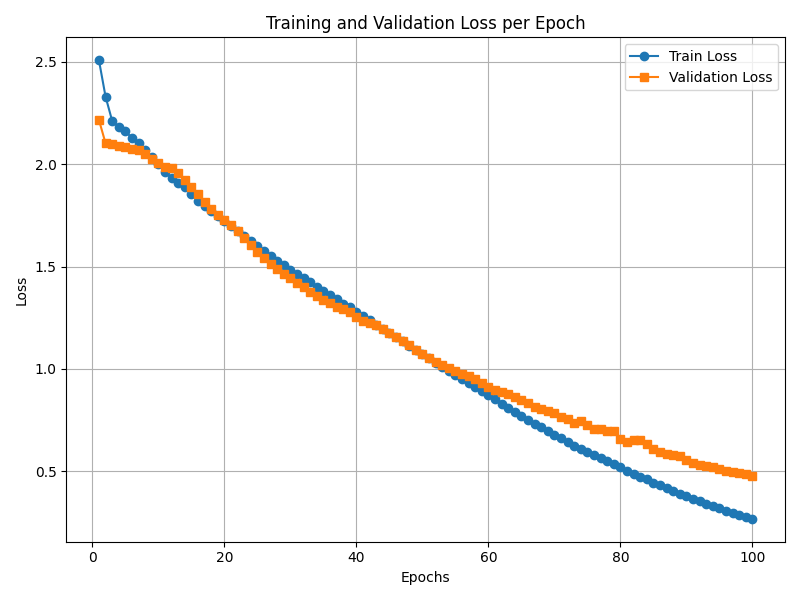 Training and Validation Loss per Epoch
Train Loss
Validation Loss
2.5
2.0
1.5
1.0
0.5
Loss
0 20 40 60 80 100
Epochs